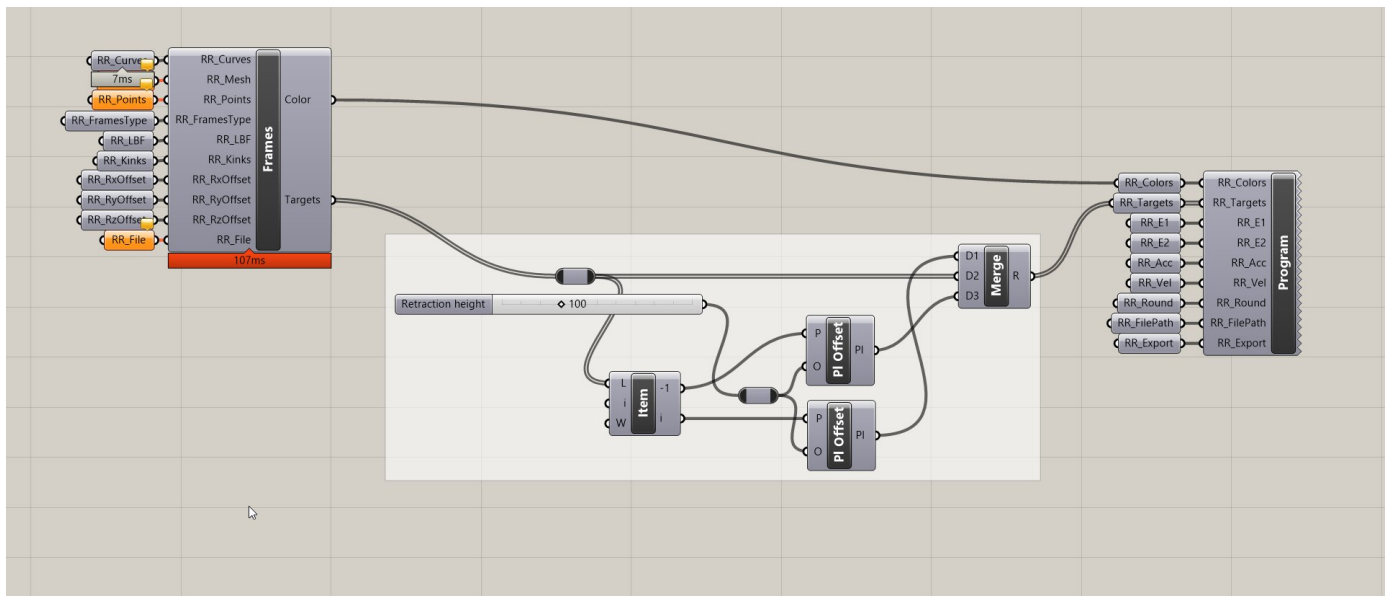 RR_Curve
7ms
RR_Points
RR_FramesType
RR_LBF
RR_Kinks
RR_RxOffset
RR_RyOffset
RR_RzOffset
RR_File
RR_Curves
RR_Mesh
RR_Points
RR_FramesType
RR_LBF
RR_Kinks
RR_RxOffset
RR_RyOffset
RR_RzOffset
RR_File
Frames
Color
Targets
107ms
Retraction height
100
L
i
W
Item
-1
i
P
O
Pl Offset
Pl
P
O
Pl Offset
Pl
D1
D2
D3
Merge
R
RR_Colors
RR_Targets
RR_E1
RR_E2
RR_Acc
RR_Vel
RR_Round
RR_FilePath
RR_Export
RR_Colors
RR_Targets
RR_E1
RR_E2
RR_Acc
RR_Vel
RR_Round
RR_FilePath
RR_Export
Program